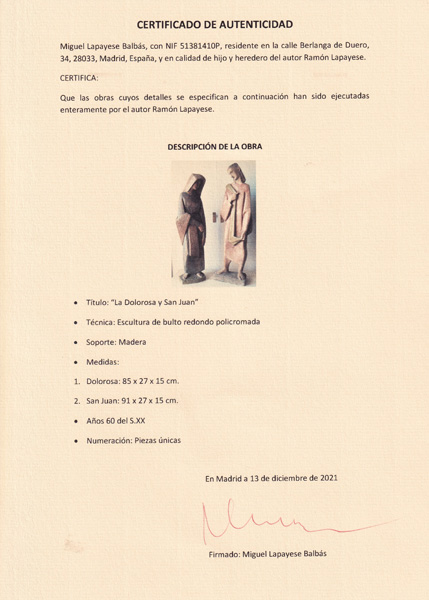 CERTIFICADO DE AUTENTICIDAD
Miguel Lapayese Balbás, con NIF 51381410P, residente en la calle Berlanga de Duero,
34, 28033, Madrid, España, y en calidad de hijo y heredero del autor Ramón Lapayese.
CERTIFICA:
Que las obras cuyos detalles se especifican a continuación han sido ejecutadas
enteramente por el autor Ramón Lapayese.
DESCRIPCIÓN DE LA OBRA
• Título: "La Dolorosa y San Juan"
• Técnica: Escultura de bulto redondo policromada
• Soporte: Madera
• Medidas:
1. Dolorosa: 85 x 27 x 15 cm.
2. San Juan: 91 x 27 x 15 cm.
• Años 60 del S.XX
• Numeración: Piezas únicas
En Madrid a 13 de diciembre de 2021
Firmado: Miguel Lapayese Balbás